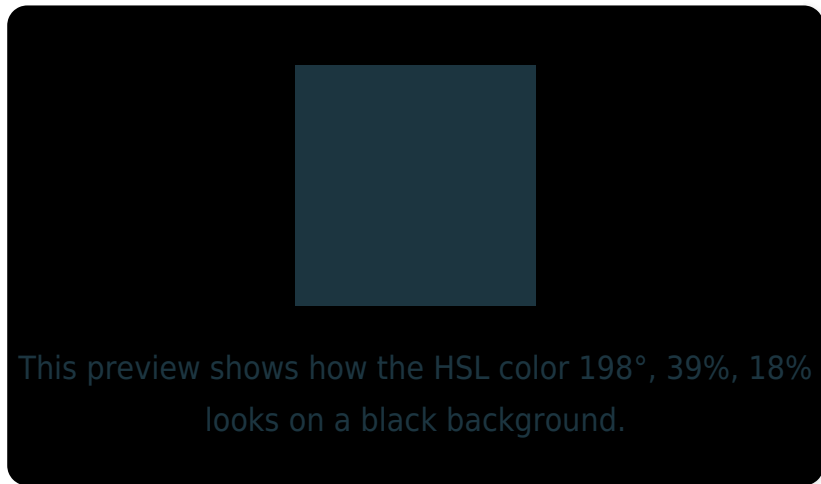 This preview shows how the HSL color 198°, 39%, 18%
looks on a black background.